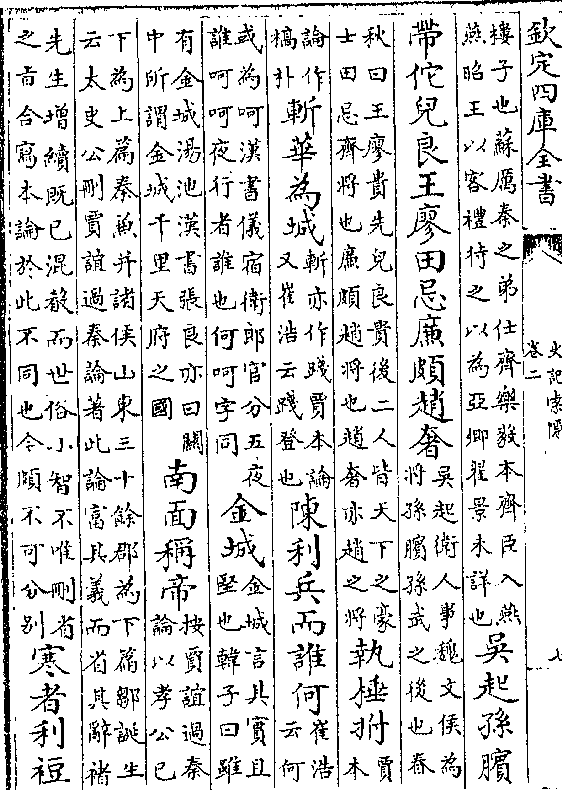 欽定四庫全書
史記索隱
卷二
七
樓子也蘇厲秦之弟仕齊樂毅本齊臣入燕
燕昭王以客禮待之以為亞卿翟景未詳也
吳起孫臏
帶佗兒良王廖田忌廉頗趙奢
吳起衛人事魏文侯為
將孫臏孫武之後也春
秋曰王廖貴先兒良貴後二人皆天下之豪
士田忌齊將也廉頗趙將也趙奢亦趙之將
執捶拊
賈
本
論作
槁朴
斬華為城
斬亦作踐賈本論
又崔浩云踐登也
陳利兵而誰何
崔浩
云何
或為呵漢書儀宿衛郎官分五夜
誰呵呵夜行者誰也何呵字同
金城
金城言其實且
堅也韓子曰雖
有金城湯池漢書張良亦曰關
中所謂金城千里天府之國
南面稱帝
按賈誼過秦
論以孝公已
下為上篇秦兼并諸侯山東三十餘郡為下篇鄒誕生
云太史公刪賈誼過秦論著此論富其義而省其辭褚
先生增續既已混殽而世俗小智不唯刪省
之旨合寫本論於此不同也今頗不可分别
寒者利裋